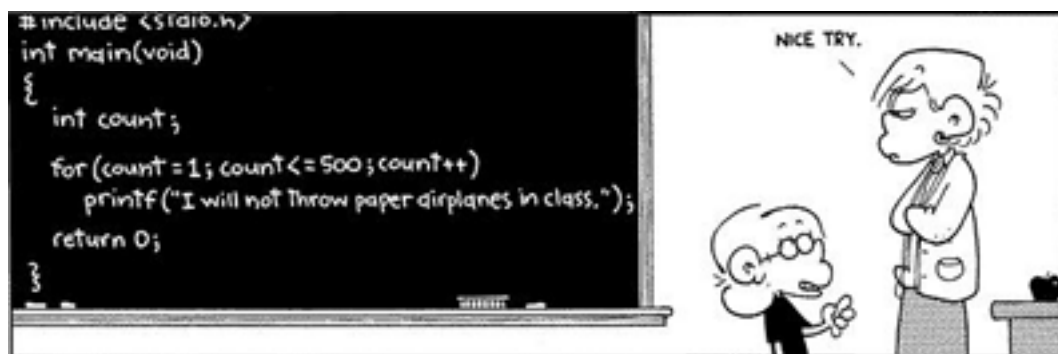 #include <stdio.h>
int main(void)
{
int count;
for (count = 1; count <= 500; count++)
printf("I will not throw paper airplanes in class.");
return 0;
}
NICE TRY.